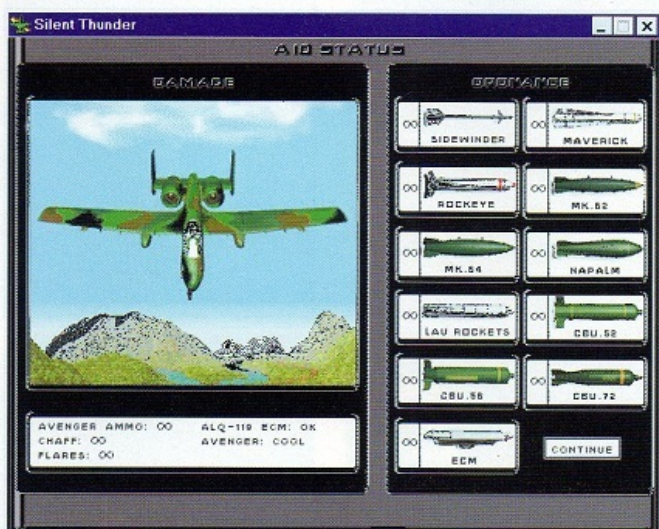 Silent Thunder
A10 STATUS
DAMAGE
AVENGER AMMO: ∞ ALQ-119 ECM: OK
CHAFF: ∞ AVENGER: COOL
FLARES: ∞
ORDNANCE
∞ SIDEWINDER
∞ MAVERICK
∞ ROCKEYE
∞ MK.82
∞ MK.84
∞ NAPALM
∞ LAU ROCKETS
∞ CBU.52
∞ CBU.58
∞ CBU.72
∞ ECM
CONTINUE